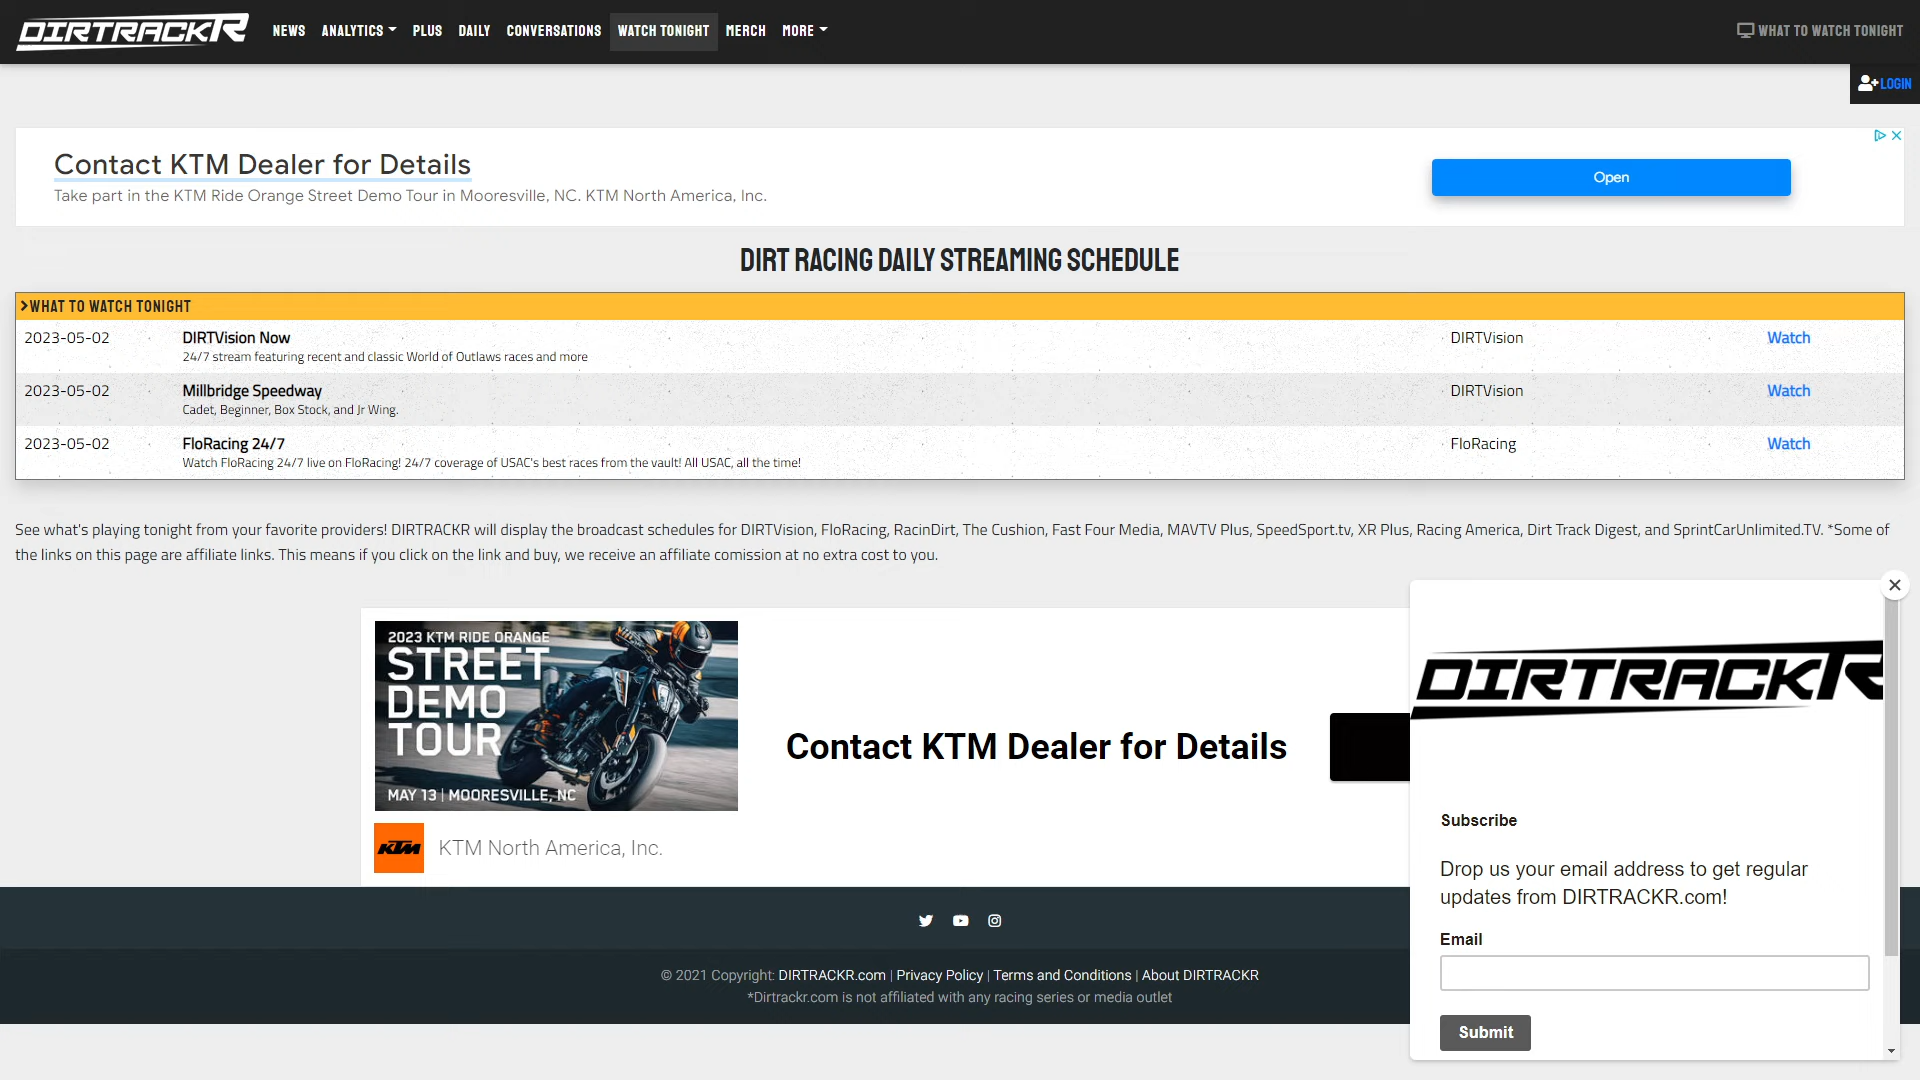 DIRTRACKR NEWS ANALYTICS PLUS DAILY CONVERSATIONS WATCH TONIGHT MERCH MORE WHAT TO WATCH TONIGHT
LOGIN
Contact KTM Dealer for Details
Take part in the KTM Ride Orange Street Demo Tour in Mooresville, NC. KTM North America, Inc.
Open
DIRT RACING DAILY STREAMING SCHEDULE
>WHAT TO WATCH TONIGHT
2023-05-02 DIRTVision Now DIRTVision Watch
24/7 stream featuring recent and classic World of Outlaws races and more
2023-05-02 Millbridge Speedway DIRTVision Watch
Cadet, Beginner, Box Stock, and Jr Wing.
2023-05-02 FloRacing 24/7 FloRacing Watch
Watch FloRacing 24/7 live on FloRacing! 24/7 coverage of USAC's best races from the vault! All USAC, all the time!
See what's playing tonight from your favorite providers! DIRTRACKR will display the broadcast schedules for DIRTVision, FloRacing, RacinDirt, The Cushion, Fast Four Media, MAVTV Plus, SpeedSport.tv, XR Plus, Racing America, Dirt Track Digest, and SprintCarUnlimited.TV. *Some of
the links on this page are affiliate links. This means if you click on the link and buy, we receive an affiliate comission at no extra cost to you.
2023 KTM RIDE ORANGE
STREET
DEMO
TOUR
MAY 13 | MOORESVILLE, NC
Contact KTM Dealer for Details
KTM
KTM North America, Inc.
DIRTRACKR
Subscribe
Drop us your email address to get regular
updates from DIRTRACKR.com!
Email
Submit
© 2021 Copyright: DIRTRACKR.com | Privacy Policy | Terms and Conditions | About DIRTRACKR
*Dirtrackr.com is not affiliated with any racing series or media outlet